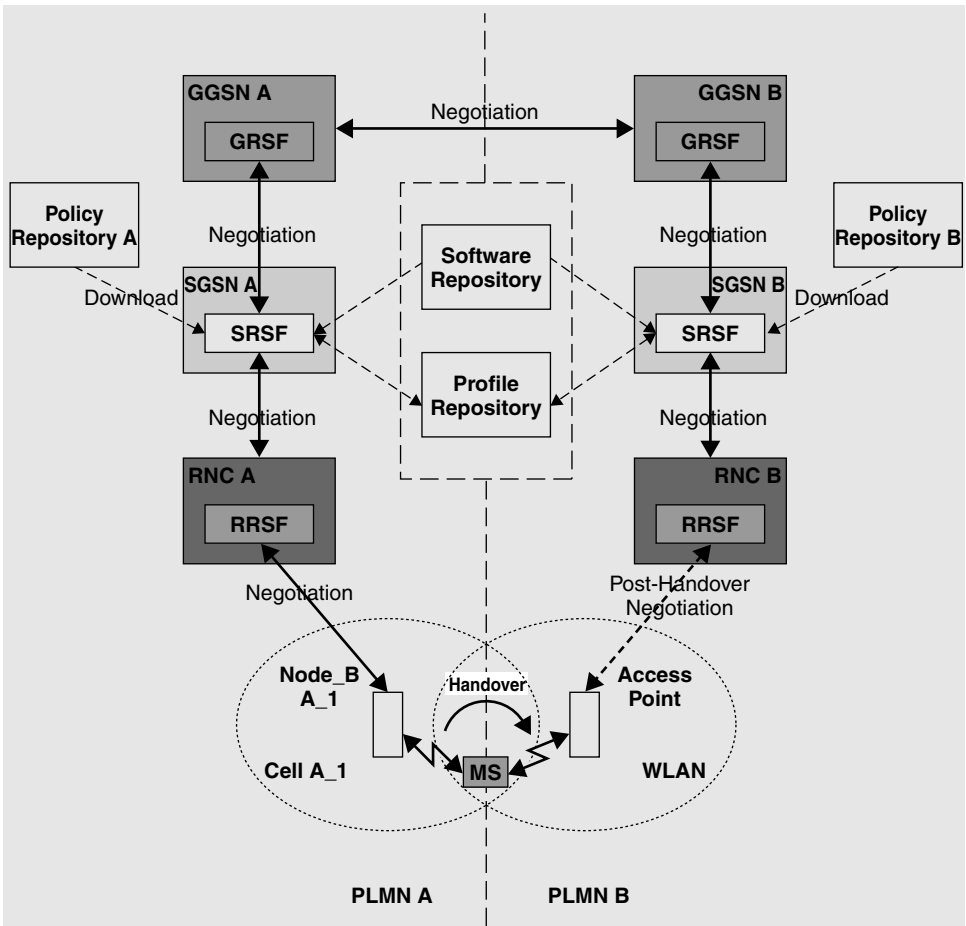 GGSN A
GGSN B
Negotiation
GRSF
GRSF
Policy
Repository A
Policy
Repository B
Negotiation
Negotiation
Software
Repository
SGSN A
SGSN B
Download
Download
SRSF
SRSF
Profile
Repository
Negotiation
Negotiation
RNC A
RNC B
RRSF
RRSF
Negotiation
Post-Handover
Negotiation
Node_B
A_1
Handover
Access
Point
Cell A_1
MS
WLAN
PLMN A
PLMN B